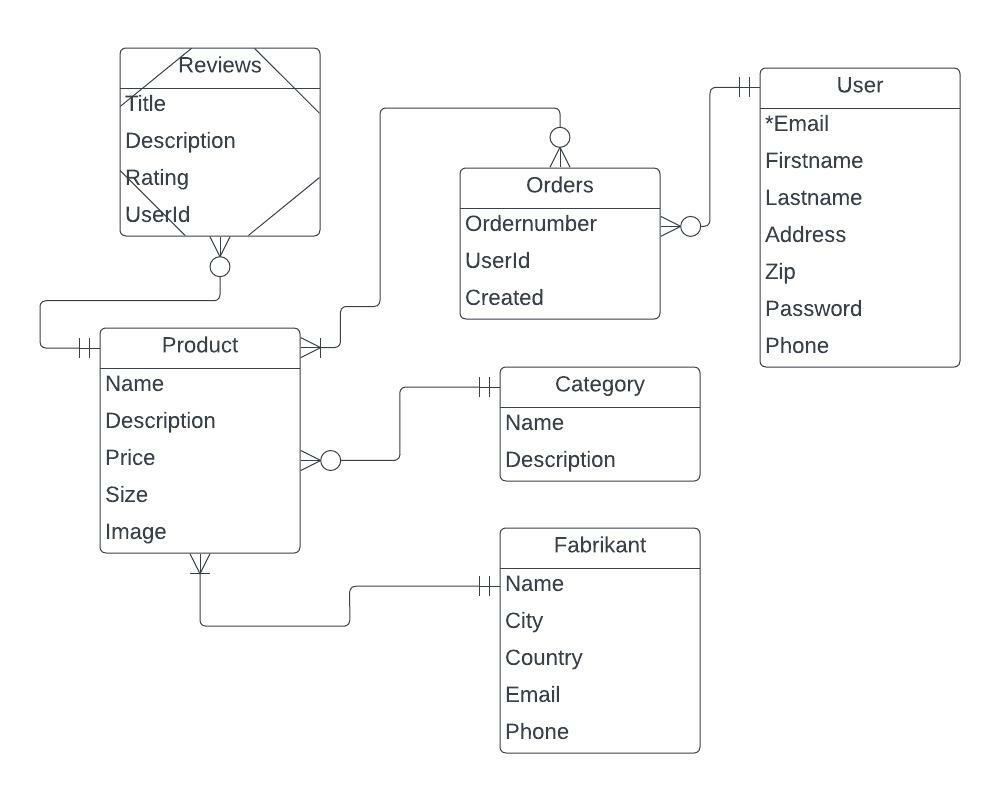 Reviews
Title
Description
Rating
UserId
Orders
Ordernumber
UserId
Created
User
*Email
Firstname
Lastname
Address
Zip
Password
Phone
Product
Name
Description
Price
Size
Image
Category
Name
Description
Fabrikant
Name
City
Country
Email
Phone